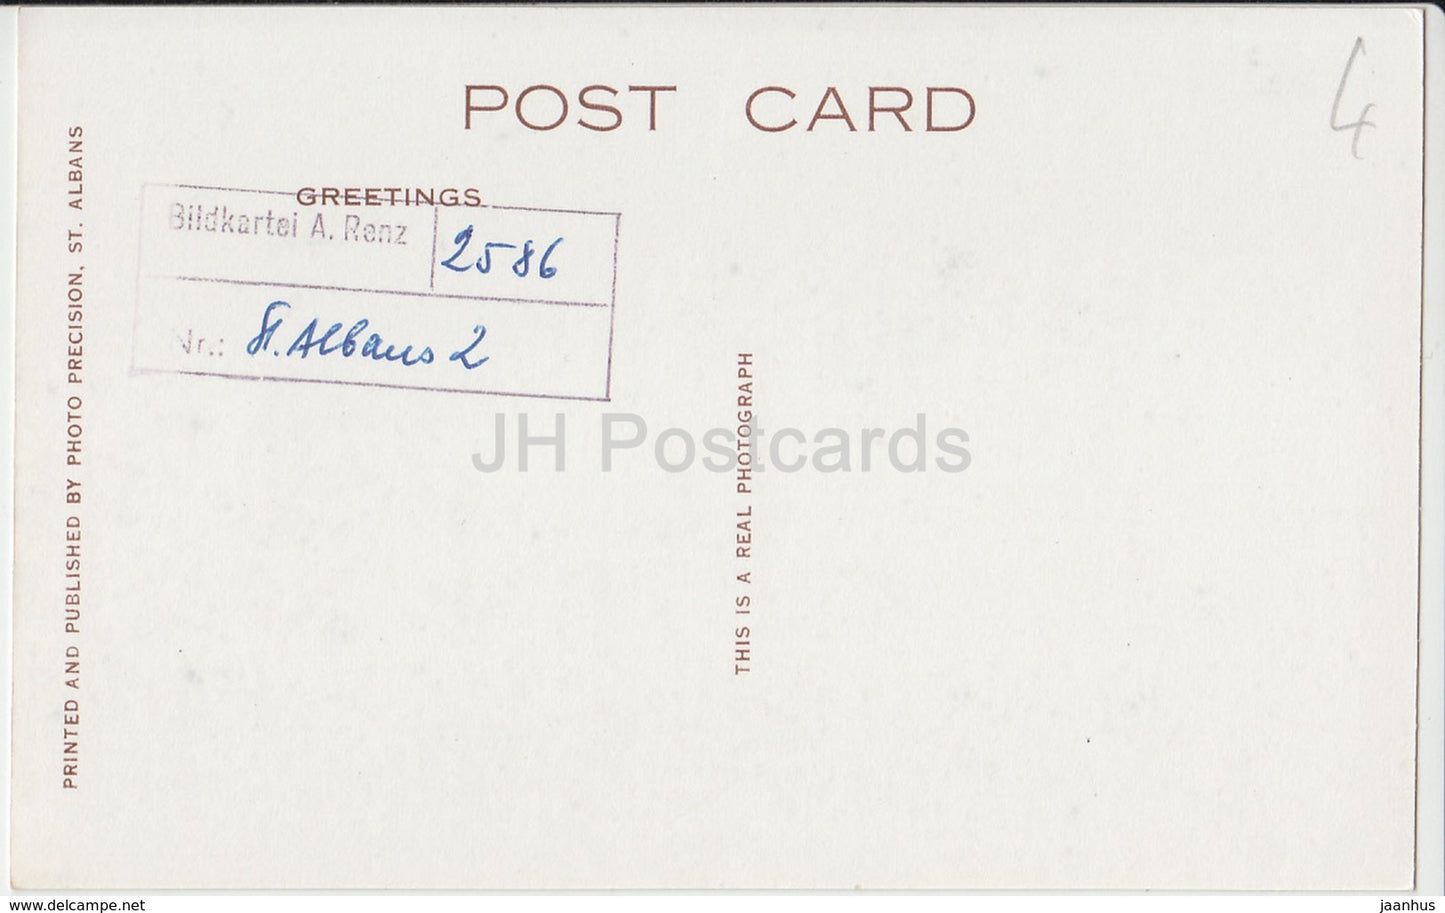 POST CARD
4
GREETINGS
Bildkartei A. Renz
2586
Nr.: St. Albans 2
PRINTED AND PUBLISHED BY PHOTO PRECISION, ST. ALBANS
THIS IS A REAL PHOTOGRAPH
JH Postcards
www.delcampe.net
jaanhus